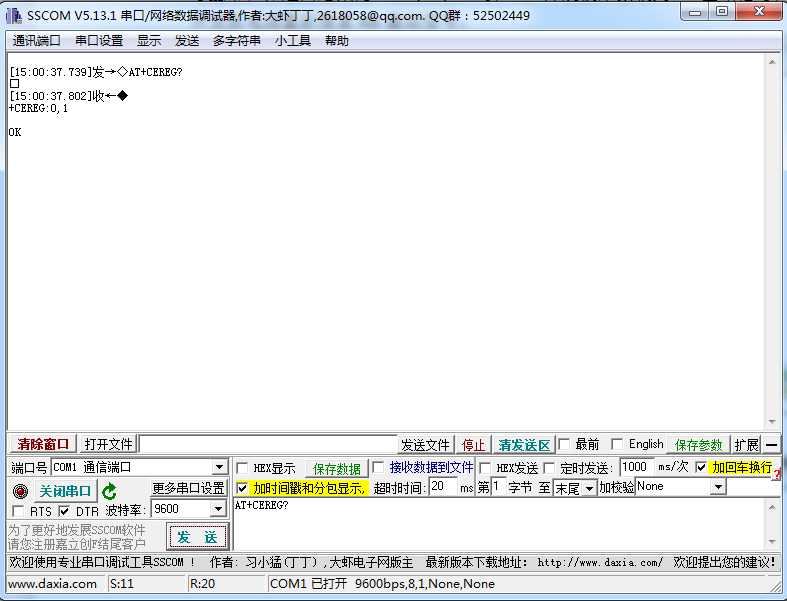 SSCOM V5.13.1 串口/网络数据调试器,作者:大虾丁丁,2618058@qq.com. QQ群：52502449
通讯端口 串口设置 显示 发送 多字符串 小工具 帮助
[15:00:37.739]发→◇AT+CEREG?
□
[15:00:37.802]收←◆
+CEREG:0,1
OK
清除窗口 打开文件 发送文件 停止 清发送区 最前 English 保存参数 扩展 —
端口号 COM1 通信端口 HEX显示 保存数据 接收数据到文件 HEX发送 定时发送: 1000 ms/次 加回车换行 ?
关闭串口 更多串口设置 加时间戳和分包显示, 超时时间: 20 ms 第 1 字节 至 末尾 加校验 None
RTS DTR 波特率: 9600 AT+CEREG?
为了更好地发展SSCOM软件
请您注册嘉立创F结尾客户
发 送
欢迎使用专业串口调试工具SSCOM ! 作者: 习小猛(丁丁),大虾电子网版主 最新版本下载地址: http://www.daxia.com/ 欢迎提出您的建议!
www.daxia.com S:11 R:20 COM1 已打开 9600bps,8,1,None,None